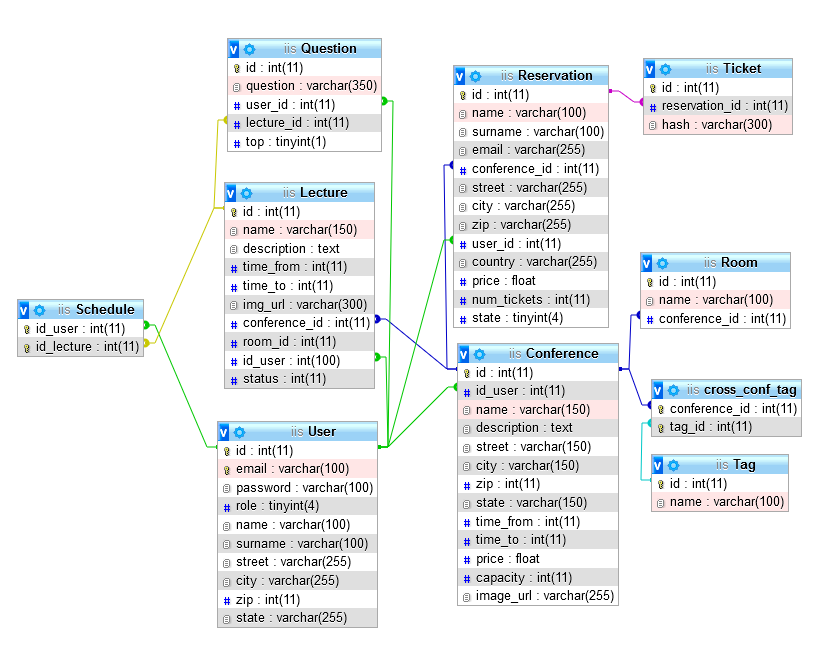 v iis Question
id : int(11)
question : varchar(350)
# user_id : int(11)
# lecture_id : int(11)
# top : tinyint(1)
v iis Lecture
id : int(11)
name : varchar(150)
description : text
# time_from : int(11)
# time_to : int(11)
img_url : varchar(300)
# conference_id : int(11)
# room_id : int(11)
# id_user : int(100)
# status : int(11)
v iis Schedule
id_user : int(11)
id_lecture : int(11)
v iis User
id : int(11)
email : varchar(100)
password : varchar(100)
# role : tinyint(4)
name : varchar(100)
surname : varchar(100)
street : varchar(255)
city : varchar(255)
# zip : int(11)
state : varchar(255)
v iis Reservation
id : int(11)
name : varchar(100)
surname : varchar(100)
email : varchar(255)
# conference_id : int(11)
street : varchar(255)
city : varchar(255)
zip : varchar(255)
# user_id : int(11)
country : varchar(255)
# price : float
# num_tickets : int(11)
# state : tinyint(4)
v iis Conference
id : int(11)
# id_user : int(11)
name : varchar(150)
description : text
street : varchar(150)
city : varchar(150)
# zip : int(11)
state : varchar(150)
# time_from : int(11)
# time_to : int(11)
# price : float
# capacity : int(11)
image_url : varchar(255)
v iis Ticket
id : int(11)
# reservation_id : int(11)
hash : varchar(300)
v iis Room
id : int(11)
name : varchar(100)
# conference_id : int(11)
v iis cross_conf_tag
conference_id : int(11)
tag_id : int(11)
v iis Tag
id : int(11)
name : varchar(100)